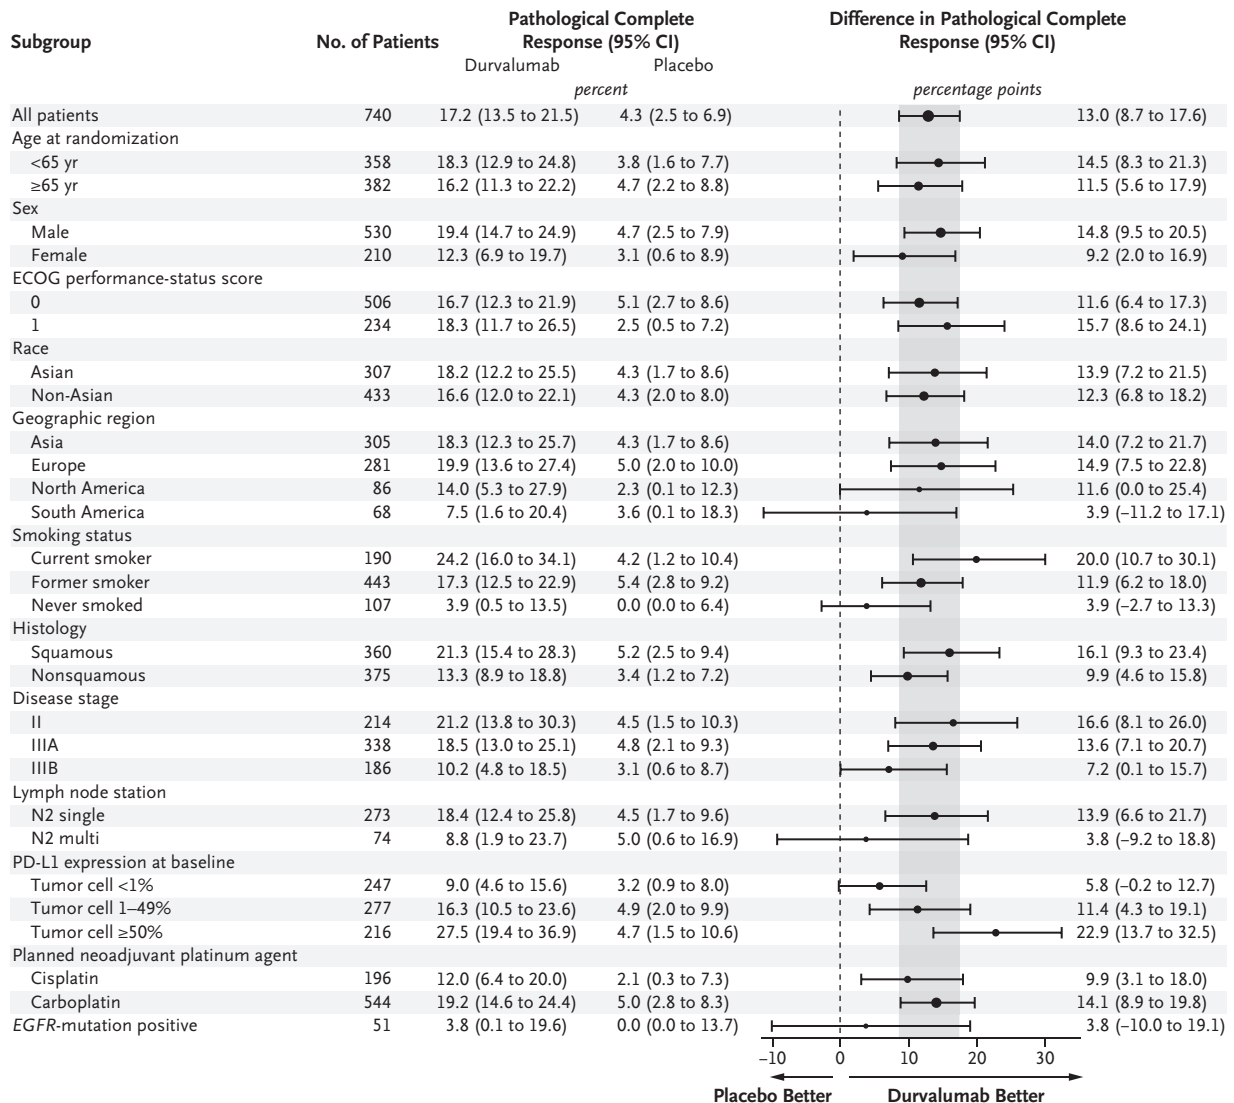 Subgroup No. of Patients Pathological Complete Response (95% CI) Difference in Pathological Complete Response (95% CI)
Durvalumab Placebo
percent percentage points
All patients 740 17.2 (13.5 to 21.5) 4.3 (2.5 to 6.9) 13.0 (8.7 to 17.6)
Age at randomization
<65 yr 358 18.3 (12.9 to 24.8) 3.8 (1.6 to 7.7) 14.5 (8.3 to 21.3)
≥65 yr 382 16.2 (11.3 to 22.2) 4.7 (2.2 to 8.8) 11.5 (5.6 to 17.9)
Sex
Male 530 19.4 (14.7 to 24.9) 4.7 (2.5 to 7.9) 14.8 (9.5 to 20.5)
Female 210 12.3 (6.9 to 19.7) 3.1 (0.6 to 8.9) 9.2 (2.0 to 16.9)
ECOG performance-status score
0 506 16.7 (12.3 to 21.9) 5.1 (2.7 to 8.6) 11.6 (6.4 to 17.3)
1 234 18.3 (11.7 to 26.5) 2.5 (0.5 to 7.2) 15.7 (8.6 to 24.1)
Race
Asian 307 18.2 (12.2 to 25.5) 4.3 (1.7 to 8.6) 13.9 (7.2 to 21.5)
Non-Asian 433 16.6 (12.0 to 22.1) 4.3 (2.0 to 8.0) 12.3 (6.8 to 18.2)
Geographic region
Asia 305 18.3 (12.3 to 25.7) 4.3 (1.7 to 8.6) 14.0 (7.2 to 21.7)
Europe 281 19.9 (13.6 to 27.4) 5.0 (2.0 to 10.0) 14.9 (7.5 to 22.8)
North America 86 14.0 (5.3 to 27.9) 2.3 (0.1 to 12.3) 11.6 (0.0 to 25.4)
South America 68 7.5 (1.6 to 20.4) 3.6 (0.1 to 18.3) 3.9 (–11.2 to 17.1)
Smoking status
Current smoker 190 24.2 (16.0 to 34.1) 4.2 (1.2 to 10.4) 20.0 (10.7 to 30.1)
Former smoker 443 17.3 (12.5 to 22.9) 5.4 (2.8 to 9.2) 11.9 (6.2 to 18.0)
Never smoked 107 3.9 (0.5 to 13.5) 0.0 (0.0 to 6.4) 3.9 (–2.7 to 13.3)
Histology
Squamous 360 21.3 (15.4 to 28.3) 5.2 (2.5 to 9.4) 16.1 (9.3 to 23.4)
Nonsquamous 375 13.3 (8.9 to 18.8) 3.4 (1.2 to 7.2) 9.9 (4.6 to 15.8)
Disease stage
II 214 21.2 (13.8 to 30.3) 4.5 (1.5 to 10.3) 16.6 (8.1 to 26.0)
IIIA 338 18.5 (13.0 to 25.1) 4.8 (2.1 to 9.3) 13.6 (7.1 to 20.7)
IIIB 186 10.2 (4.8 to 18.5) 3.1 (0.6 to 8.7) 7.2 (0.1 to 15.7)
Lymph node station
N2 single 273 18.4 (12.4 to 25.8) 4.5 (1.7 to 9.6) 13.9 (6.6 to 21.7)
N2 multi 74 8.8 (1.9 to 23.7) 5.0 (0.6 to 16.9) 3.8 (–9.2 to 18.8)
PD-L1 expression at baseline
Tumor cell <1% 247 9.0 (4.6 to 15.6) 3.2 (0.9 to 8.0) 5.8 (–0.2 to 12.7)
Tumor cell 1–49% 277 16.3 (10.5 to 23.6) 4.9 (2.0 to 9.9) 11.4 (4.3 to 19.1)
Tumor cell ≥50% 216 27.5 (19.4 to 36.9) 4.7 (1.5 to 10.6) 22.9 (13.7 to 32.5)
Planned neoadjuvant platinum agent
Cisplatin 196 12.0 (6.4 to 20.0) 2.1 (0.3 to 7.3) 9.9 (3.1 to 18.0)
Carboplatin 544 19.2 (14.6 to 24.4) 5.0 (2.8 to 8.3) 14.1 (8.9 to 19.8)
EGFR-mutation positive 51 3.8 (0.1 to 19.6) 0.0 (0.0 to 13.7) 3.8 (–10.0 to 19.1)
–10 0 10 20 30
Placebo Better Durvalumab Better